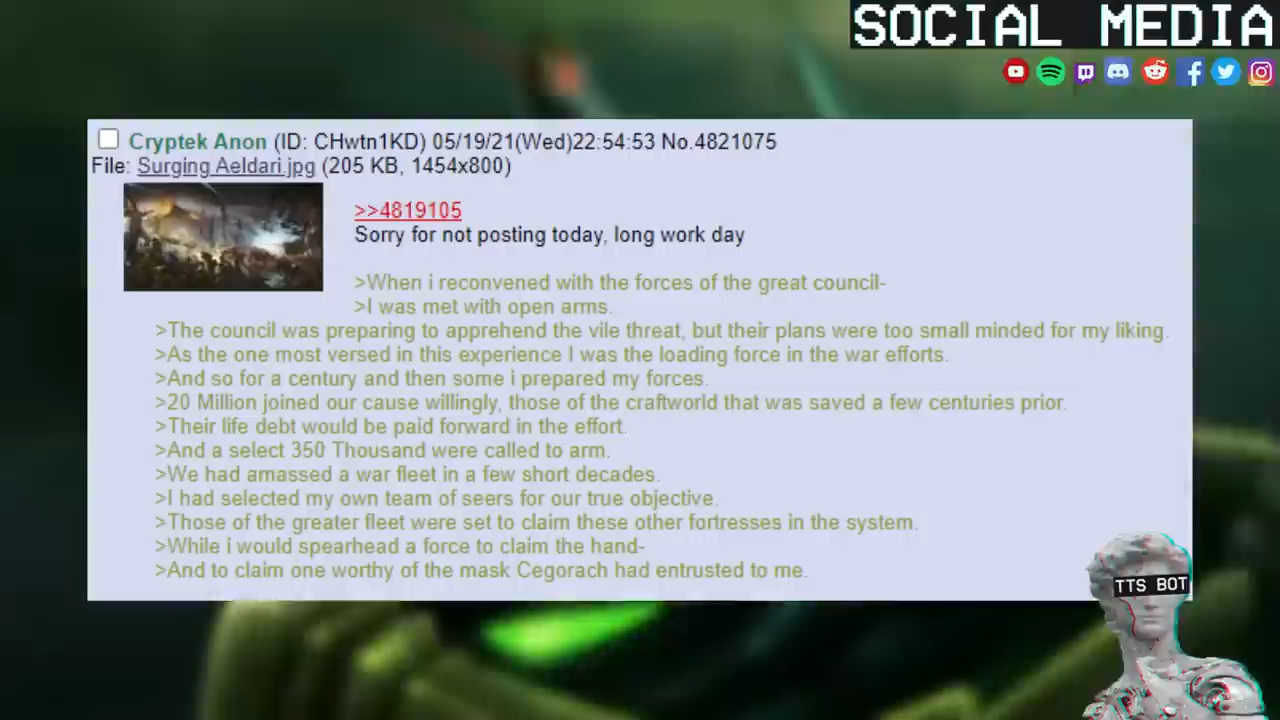 SOCIAL MEDIA
Cryptek Anon (ID: CHwtn1KD) 05/19/21(Wed)22:54:53 No.4821075
File: Surging Aeldari.jpg (205 KB, 1454x800)
>>4819105
Sorry for not posting today, long work day
>When i reconvened with the forces of the great council-
>I was met with open arms.
>The council was preparing to apprehend the vile threat, but their plans were too small minded for my liking.
>As the one most versed in this experience I was the loading force in the war efforts.
>And so for a century and then some i prepared my forces.
>20 Million joined our cause willingly, those of the craftworld that was saved a few centuries prior.
>Their life debt would be paid forward in the effort.
>And a select 350 Thousand were called to arm.
>We had amassed a war fleet in a few short decades.
>I had selected my own team of seers for our true objective.
>Those of the greater fleet were set to claim these other fortresses in the system.
>While i would spearhead a force to claim the hand-
>And to claim one worthy of the mask Cegorach had entrusted to me.
TTS BOT